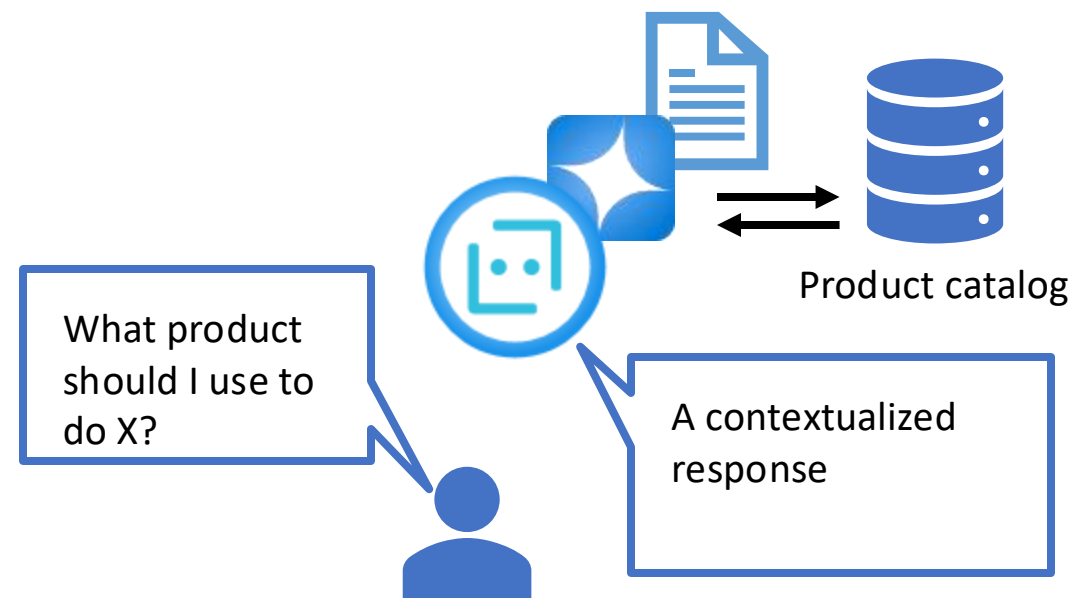 Product catalog
What product
should I use to
do X?
A contextualized
response